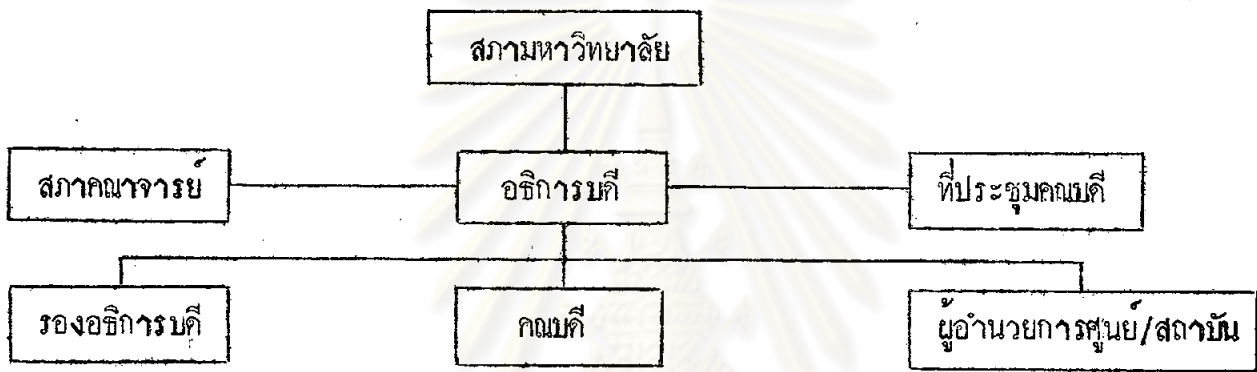 สภามหาวิทยาลัย
สภาคณาจารย์
อธิการบดี
ที่ประชุมคณบดี
รองอธิการบดี
คณบดี
ผู้อำนวยการศูนย์/สถาบัน